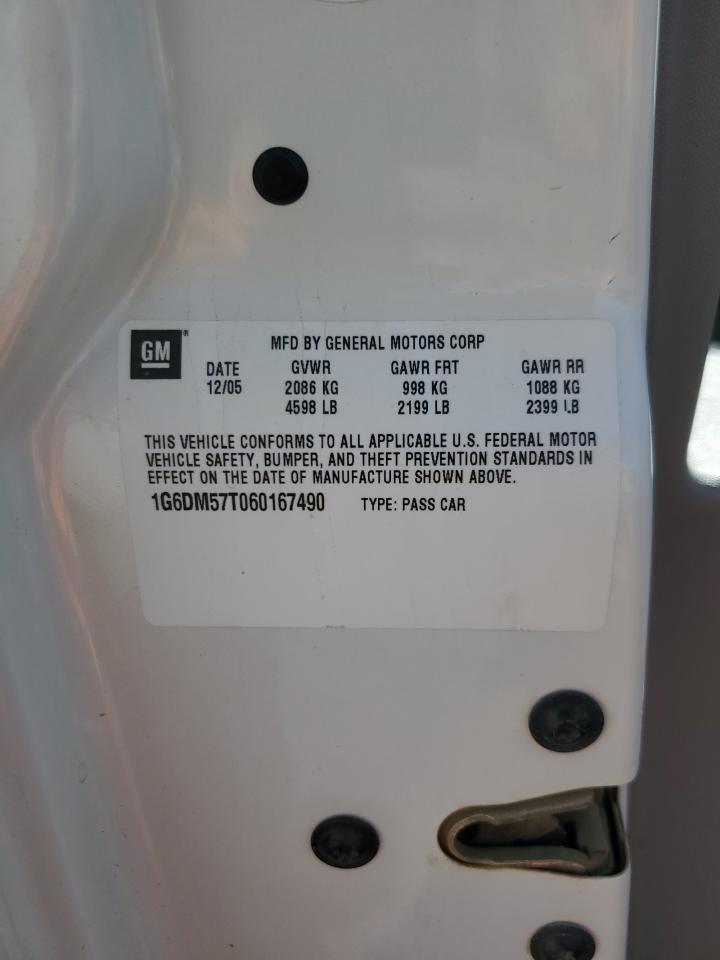 GM®
MFD BY GENERAL MOTORS CORP
DATE GVWR GAWR FRT GAWR RR
12/05 2086 KG 998 KG 1088 KG
4598 LB 2199 LB 2399 LB
THIS VEHICLE CONFORMS TO ALL APPLICABLE U.S. FEDERAL MOTOR
VEHICLE SAFETY, BUMPER, AND THEFT PREVENTION STANDARDS IN
EFFECT ON THE DATE OF MANUFACTURE SHOWN ABOVE.
1G6DM57T060167490 TYPE: PASS CAR